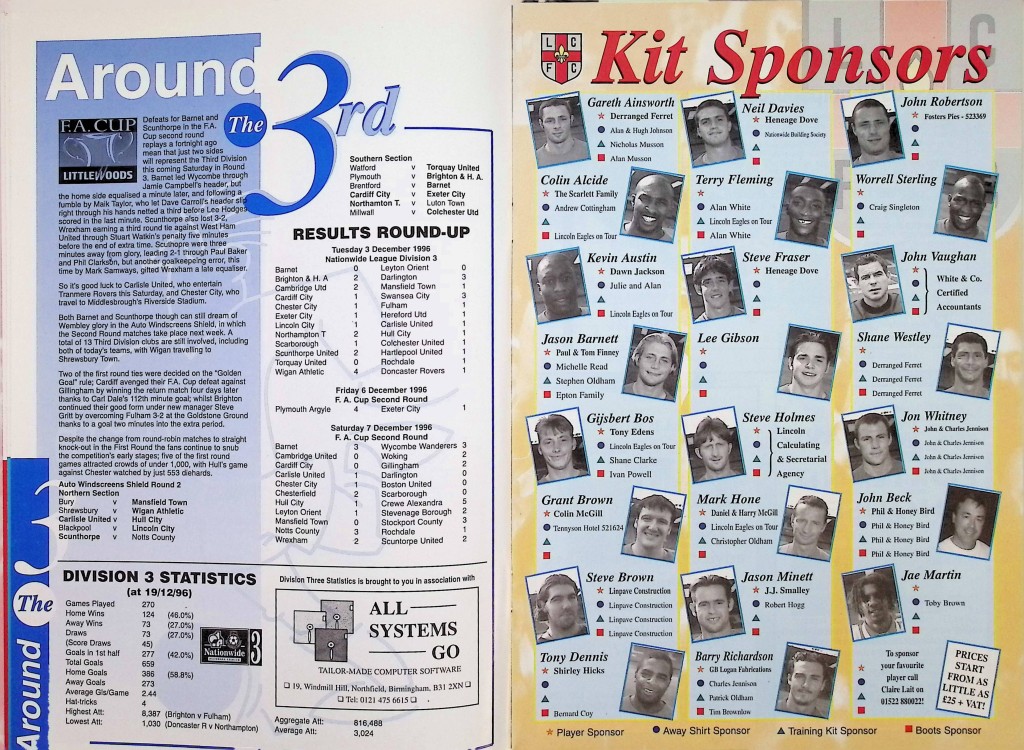 Around
The 3rd
F.A. CUP
LITTLEWOODS
Defeats for Barnet and
Scunthorpe in the F.A.
Cup second round
replays a fortnight ago
mean that just two sides
will represent the Third Division
this coming Saturday in Round
3. Barnet led Wycombe through
Jamie Campbell's header, but
the home side equalised a minute later, and following a
fumble by Maik Taylor, who let Dave Carroll's header slip
right through his hands netted a third before Lee Hodges
scored in the last minute. Scunthorpe also lost 3-2,
Wrexham earning a third round tie against West Ham
United through Stuart Watkin's penalty five minutes
before the end of extra time. Scuthopre were three
minutes away from glory, leading 2-1 through Paul Baker
and Phil Clarkson, but another goalkeeping error, this
time by Mark Samways, gifted Wrexham a late equaliser.
So it's good luck to Carlisle United, who entertain
Tranmere Rovers this Saturday, and Chester City, who
travel to Middlesbrough's Riverside Stadium.
Both Barnet and Scunthorpe though can still dream of
Wembley glory in the Auto Windscreens Shield, in which
the Second Round matches take place next week. A
total of 13 Third Division clubs are still involved, including
both of today's teams, with Wigan travelling to
Shrewsbury Town.
Two of the first round ties were decided on the "Golden
Goal" rule; Cardiff avenged their F.A. Cup defeat against
Gillingham by winning the return match four days later
thanks to Carl Dale's 112th minute goal; whilst Brighton
continued their good form under new manager Steve
Gritt by overcoming Fulham 3-2 at the Goldstone Ground
thanks to a goal two minutes into the extra period.
Despite the change from round-robin matches to straight
knock-out in the First Round the fans continue to snub
the competition's early stages; five of the first round
games attracted crowds of under 1,000, with Hull's game
against Chester watched by just 553 diehards.
Auto Windscreens Shield Round 2
Northern Section
Bury v Mansfield Town
Shrewsbury v Wigan Athletic
Carlisle United v Hull City
Blackpool v Lincoln City
Scunthorpe v Notts County
Southern Section
Watford v Torquay United
Plymouth v Brighton & H. A.
Brentford v Barnet
Cardiff City v Exeter City
Northamton T. v Luton Town
Millwall v Colchester Utd
RESULTS ROUND-UP
Tuesday 3 December 1996
Nationwide League Division 3
Barnet 0 Leyton Orient 0
Brighton & H. A 2 Darlington 3
Cambridge Utd 2 Mansfield Town 1
Cardiff City 1 Swansea City 3
Chester City 1 Fulham 1
Exeter City 1 Hereford Utd 1
Lincoln City 1 Carlisle United 1
Northampton T 2 Hull City 1
Scarborough 1 Colchester United 1
Scunthorpe United 2 Hartlepool United 1
Torquay United 0 Rochdale 1
Wigan Athletic 4 Doncaster Rovers 1
Friday 6 December 1996
F. A. Cup Second Round
Plymouth Argyle 4 Exeter City 1
Saturday 7 December 1996
F. A. Cup Second Round
Barnet 3 Wycombe Wanderers 3
Cambridge United 0 Woking 2
Cardiff City 0 Gillingham 2
Carlisle United 1 Darlington 0
Chester City 1 Boston United 0
Chesterfield 2 Scarborough 0
Hull City 1 Crewe Alexandra 5
Leyton Orient 1 Stevenage Borough 2
Mansfield Town 0 Stockport County 3
Notts County 3 Rochdale 1
Wrexham 2 Scuntorpe United 2
DIVISION 3 STATISTICS
(at 19/12/96)
Games Played 270
Home Wins 124 (46.0%)
Away Wins 73 (27.0%)
Draws 73 (27.0%)
(Score Draws 45)
Goals in 1st half 277 (42.0%)
Total Goals 659
Home Goals 386 (58.8%)
Away Goals 273
Average Gls/Game 2.44
Hat-tricks 4
Highest Att: 8,387 (Brighton v Fulham)
Lowest Att: 1,030 (Doncaster R v Northampton)
Nationwide 3
Division Three Statistics is brought to you in association with
ALL
SYSTEMS
GO
TAILOR-MADE COMPUTER SOFTWARE
19, Windmill Hill, Northfield, Birmingham, B31 2XN
Tel: 0121 475 6615
Aggregate Att: 816,488
Average Att: 3,024
Around The
L C
F C
Kit Sponsors
Gareth Ainsworth
Derranged Ferret
Alan & Hugh Johnson
Nicholas Musson
Alan Musson
Neil Davies
Heneage Dove
Nationwide Building Society
John Robertson
Fosters Pies - 523369
Colin Alcide
The Scarlett Family
Andrew Cottingham
Lincoln Eagles on Tour
Terry Fleming
Alan White
Lincoln Eagles on Tour
Alan White
Worrell Sterling
Craig Singleton
Kevin Austin
Dawn Jackson
Julie and Alan
Lincoln Eagles on Tour
Steve Fraser
Heneage Dove
John Vaughan
White & Co.
Certified
Accountants
Jason Barnett
Paul & Tom Finney
Michelle Read
Stephen Oldham
Epton Family
Lee Gibson
Shane Westley
Derranged Ferret
Derranged Ferret
Derranged Ferret
Gijsbert Bos
Tony Edens
Lincoln Eagles on Tour
Shane Clarke
Ivan Powell
Steve Holmes
Lincoln
Calculating
& Secretarial
Agency
Jon Whitney
John & Charles Jennison
John & Charles Jennison
John & Charles Jennison
John & Charles Jennison
Grant Brown
Colin McGill
Tennyson Hotel 521624
Mark Hone
Daniel & Harry McGill
Lincoln Eagles on Tour
Christopher Oldham
John Beck
Phil & Honey Bird
Phil & Honey Bird
Phil & Honey Bird
Phil & Honey Bird
Steve Brown
Linpave Construction
Linpave Construction
Linpave Construction
Linpave Construction
Jason Minett
J.J. Smalley
Robert Hogg
Jae Martin
Toby Brown
Tony Dennis
Shirley Hicks
Bernard Cuy
Barry Richardson
GB Logan Fabrications
Charles Jennison
Patrick Oldham
Tim Brownlow
To sponsor
your favourite
player call
Claire Lait on
01522 880022!
PRICES
START
FROM AS
LITTLE AS
£25 + VAT!
Player Sponsor Away Shirt Sponsor Training Kit Sponsor Boots Sponsor